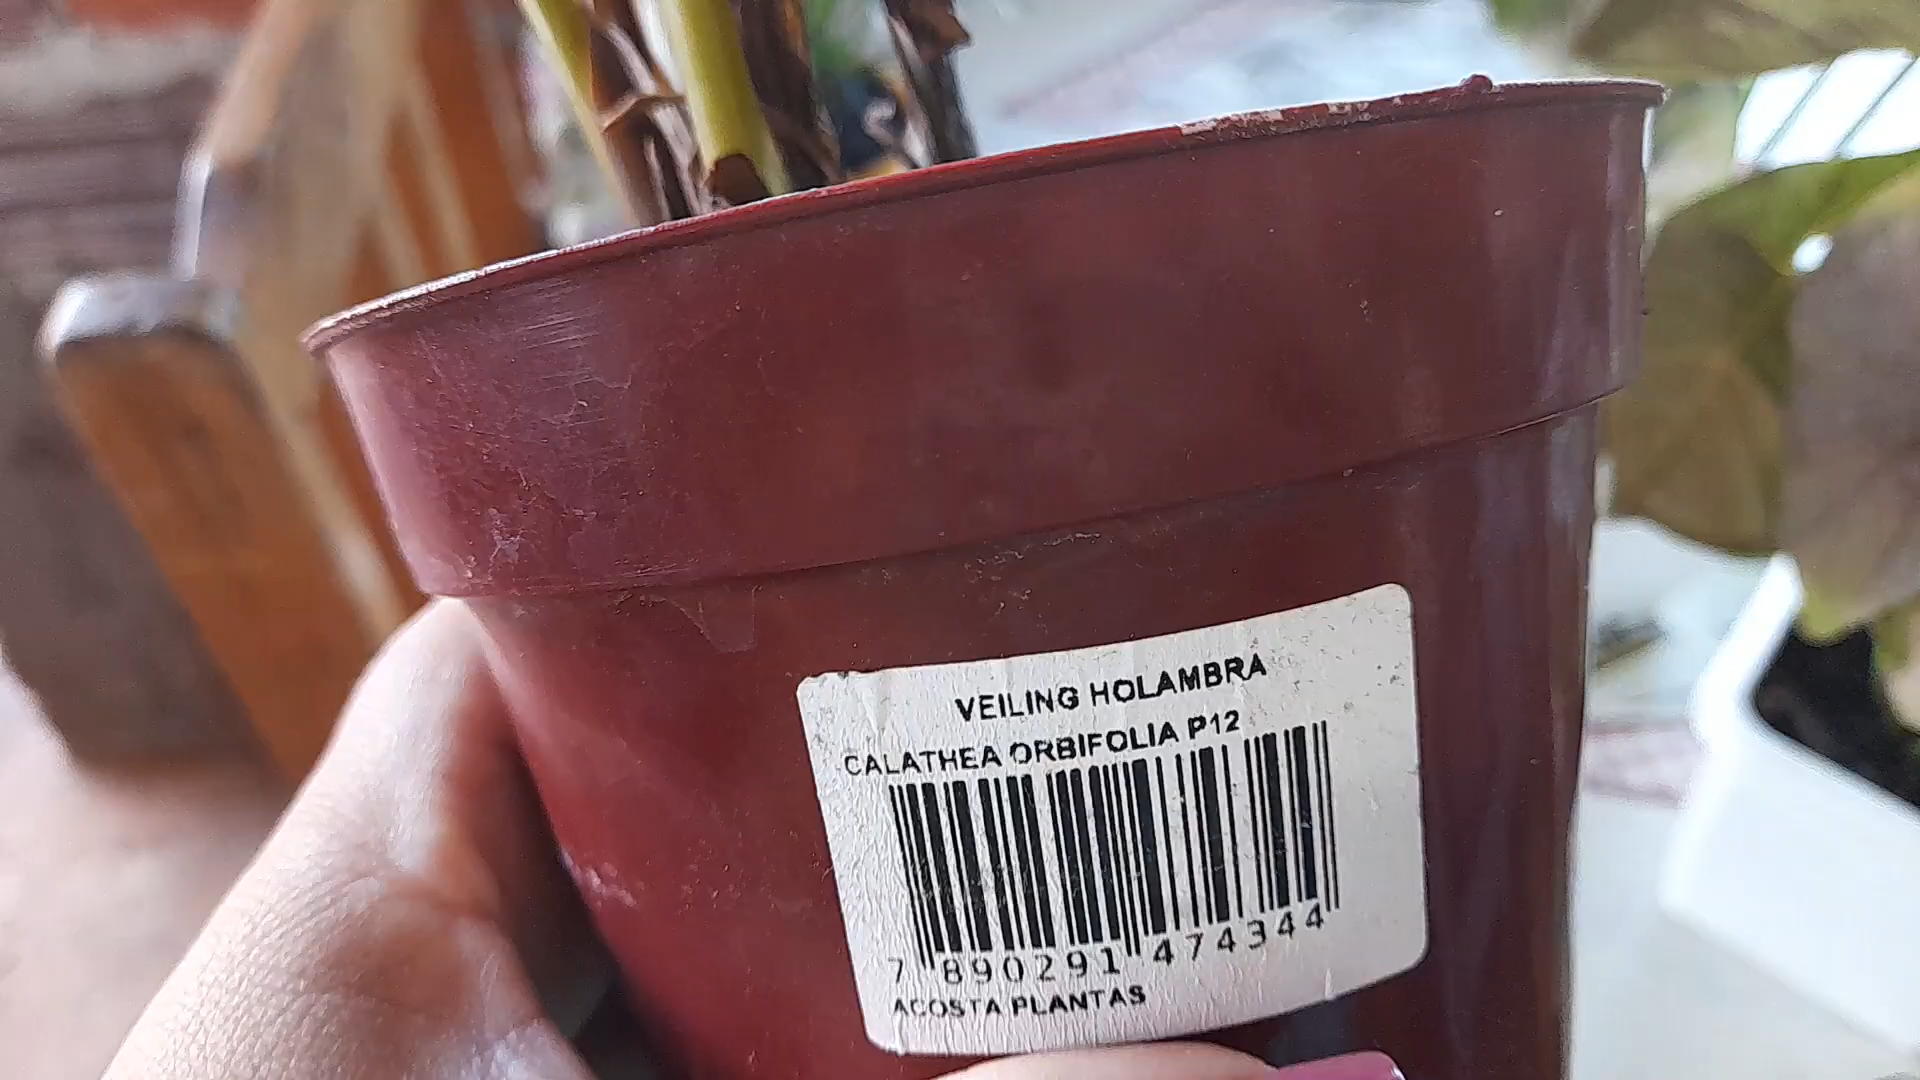 VEILING HOLAMBRA
CALATHEA ORBIFOLIA P12
7 890291 474344
ACOSTA PLANTAS